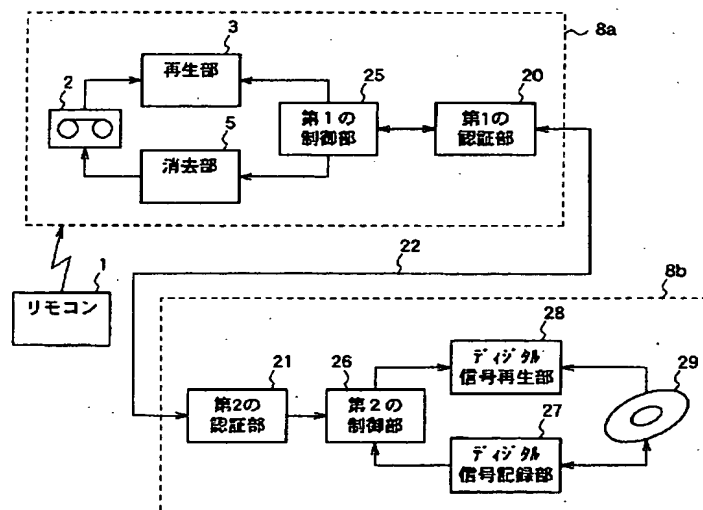 3
8a
再生部
2
25
20
第1の
制御部
第1の
認証部
5
消去部
22
1
リモコン
8b
28
ディジタル
信号再生部
29
21
26
第2の
認証部
第2の
制御部
27
ディジタル
信号記録部